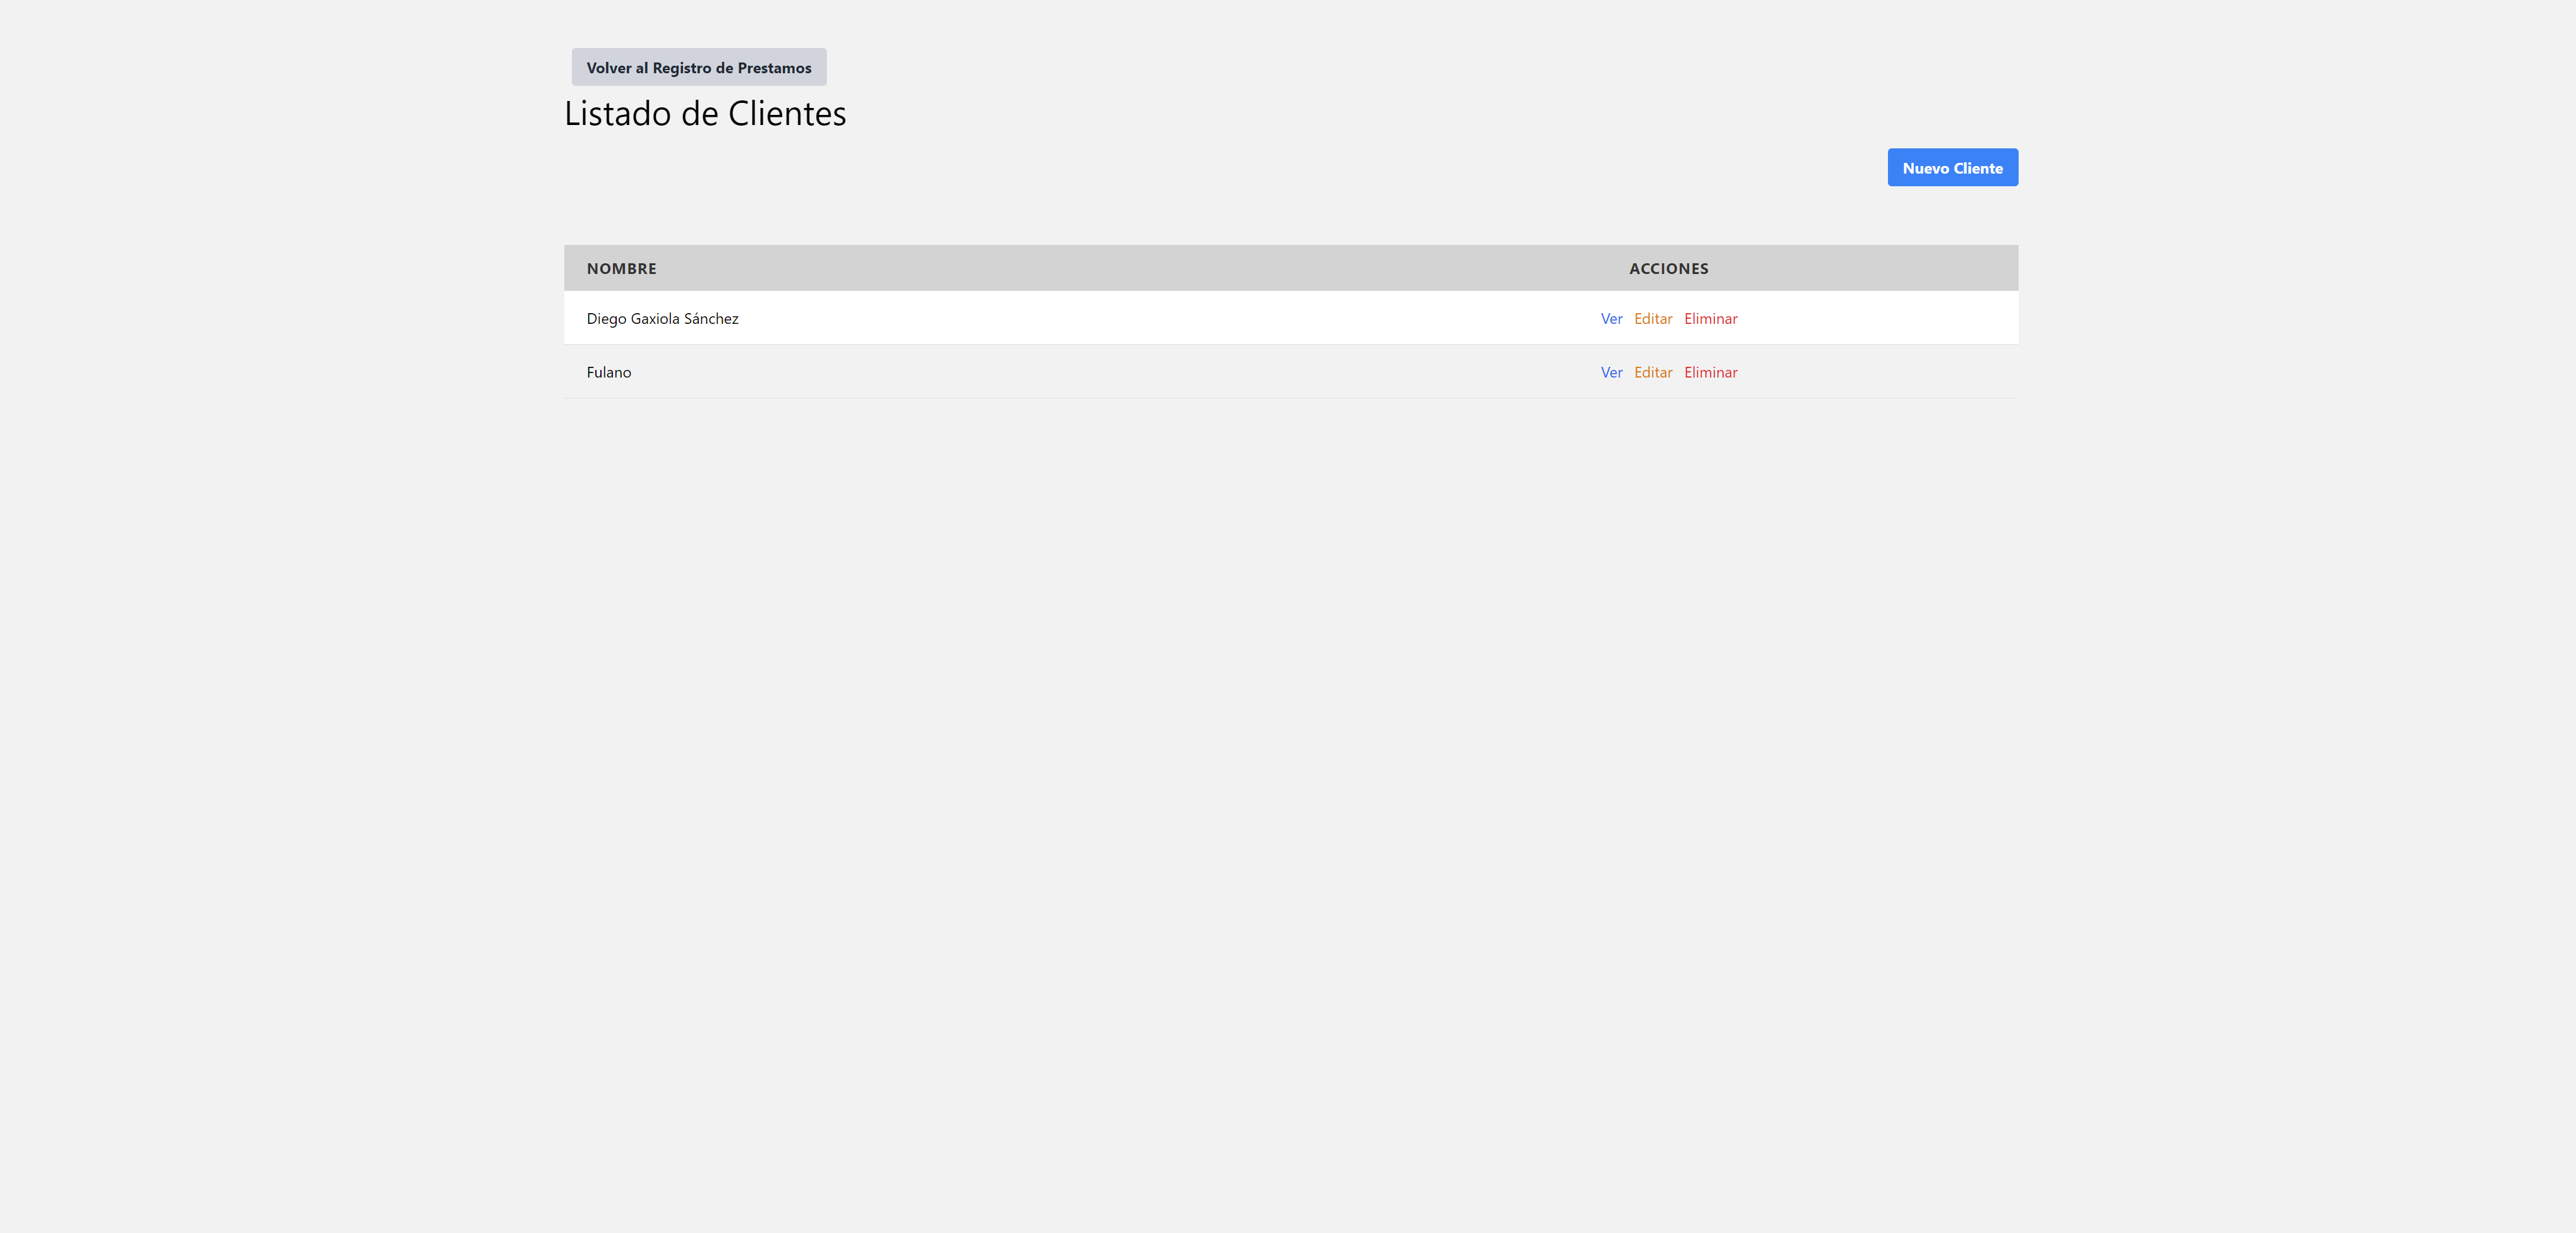 Volver al Registro de Prestamos
Listado de Clientes
Nuevo Cliente
NOMBRE ACCIONES
Diego Gaxiola Sánchez Ver Editar Eliminar
Fulano Ver Editar Eliminar